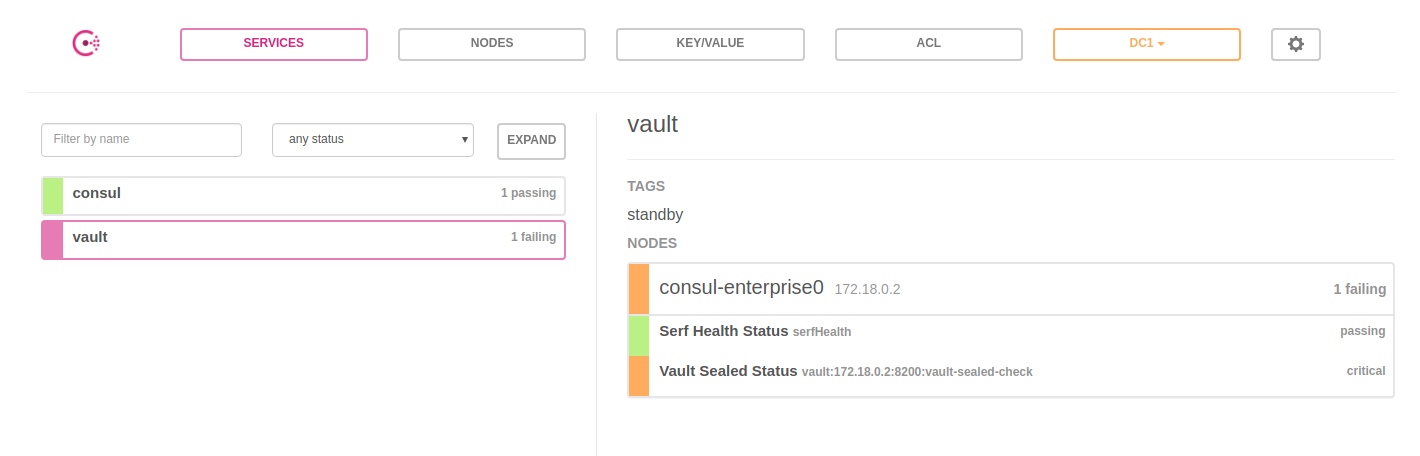 SERVICES NODES KEY/VALUE ACL DC1
Filter by name any status EXPAND
consul 1 passing
vault 1 failing
vault
TAGS
standby
NODES
consul-enterprise0 172.18.0.2 1 failing
Serf Health Status serfHealth passing
Vault Sealed Status vault:172.18.0.2:8200:vault-sealed-check critical